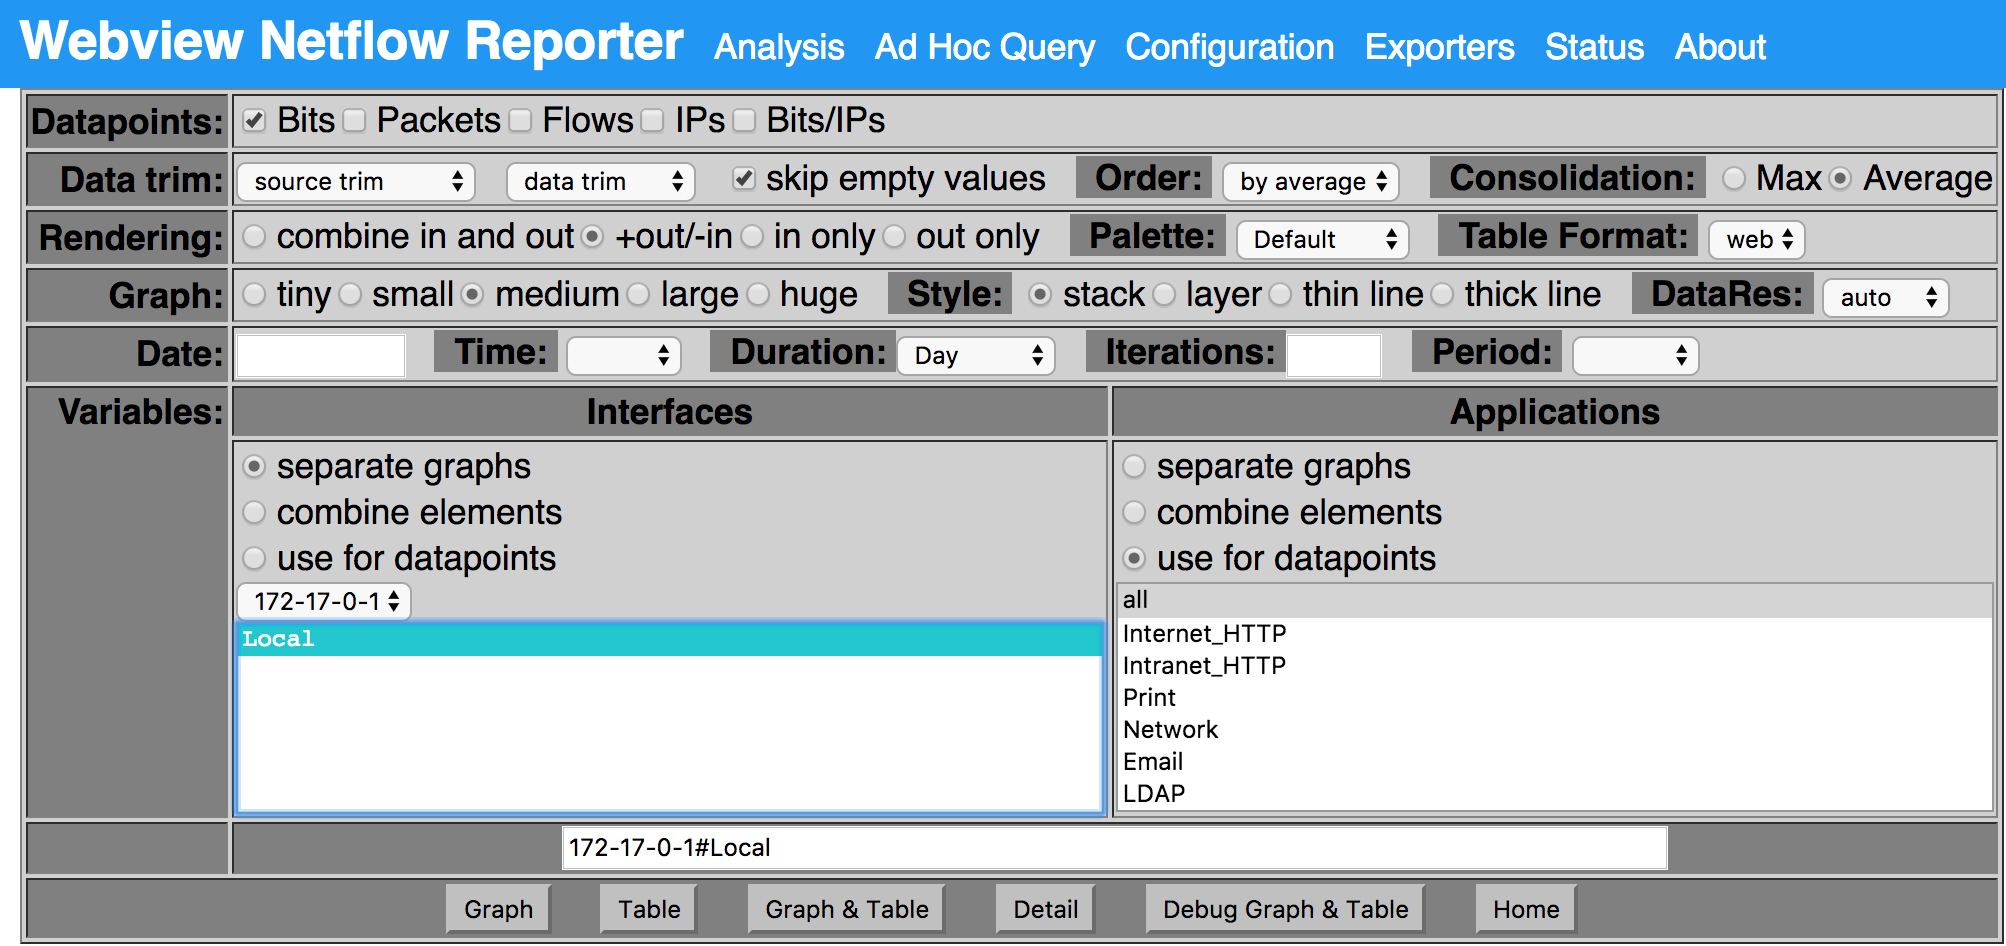 Webview Netflow Reporter Analysis Ad Hoc Query Configuration Exporters Status About
Datapoints: Bits Packets Flows IPs Bits/IPs
Data trim: source trim data trim skip empty values Order: by average Consolidation: Max Average
Rendering: combine in and out +out/-in in only out only Palette: Default Table Format: web
Graph: tiny small medium large huge Style: stack layer thin line thick line DataRes: auto
Date: Time: Duration: Day Iterations: Period:
Variables: Interfaces Applications
separate graphs separate graphs
combine elements combine elements
use for datapoints use for datapoints
172-17-0-1 all
Local Internet_HTTP
Intranet_HTTP
Print
Network
Email
LDAP
172-17-0-1#Local
Graph Table Graph & Table Detail Debug Graph & Table Home